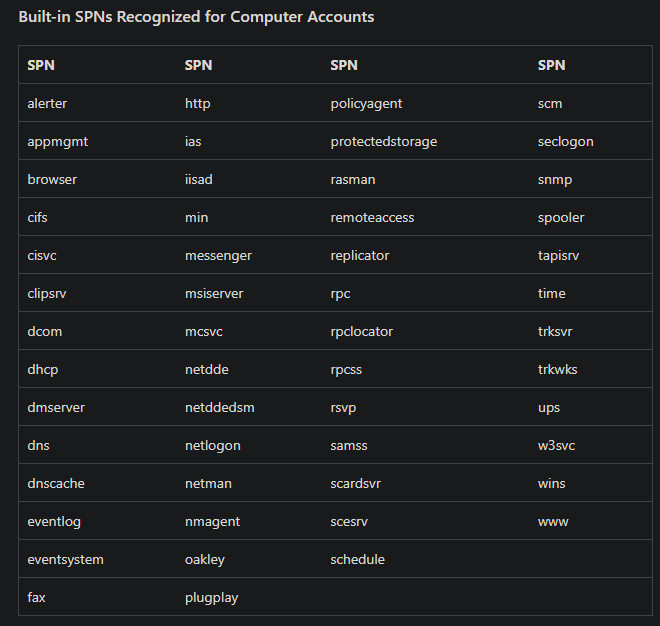 Built-in SPNs Recognized for Computer Accounts
SPN SPN SPN SPN
alerter http policyagent scm
appmgmt ias protectedstorage seclogon
browser iisad rasman snmp
cifs min remoteaccess spooler
cisvc messenger replicator tapisrv
clipsrv msiserver rpc time
dcom mcsvc rpclocator trksvr
dhcp netdde rpcss trkwks
dmserver netddedsm rsvp ups
dns netlogon samss w3svc
dnscache netman scardsvr wins
eventlog nmagent scesrv www
eventsystem oakley schedule
fax plugplay